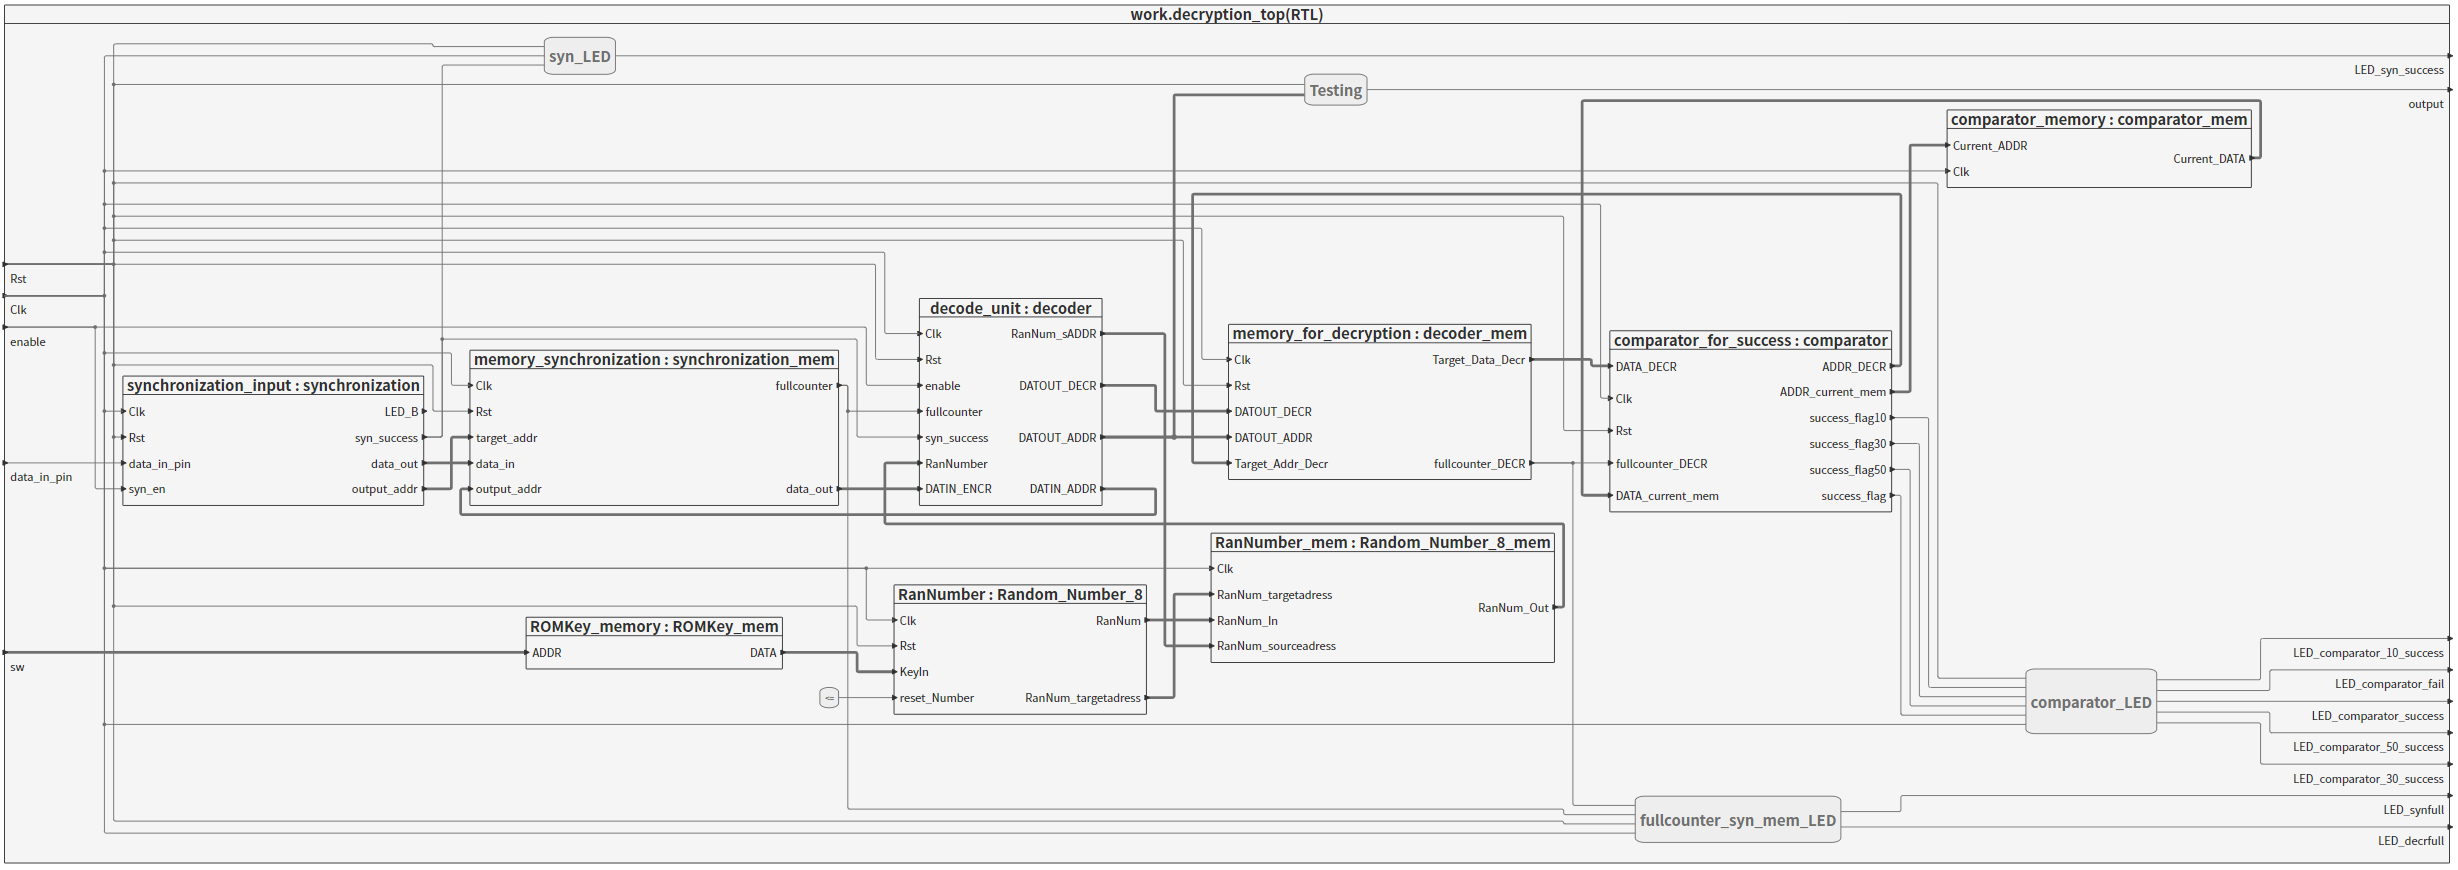 work.decryption_top(RTL)
syn_LED
LED_syn_success
Testing
output
comparator_memory : comparator_mem
Current_ADDR
Current_DATA
Clk
Rst
Clk
enable
data_in_pin
sw
synchronization_input : synchronization
Clk
LED_B
Rst
syn_success
data_in_pin
data_out
syn_en
output_addr
memory_synchronization : synchronization_mem
Clk
fullcounter
Rst
target_addr
data_in
output_addr
data_out
decode_unit : decoder
Clk
RanNum_sADDR
Rst
enable
DATOUT_DECR
fullcounter
syn_success
DATOUT_ADDR
RanNumber
DATIN_ENCR
DATIN_ADDR
memory_for_decryption : decoder_mem
Clk
Target_Data_Decr
Rst
DATOUT_DECR
DATOUT_ADDR
Target_Addr_Decr
fullcounter_DECR
comparator_for_success : comparator
DATA_DECR
ADDR_DECR
ADDR_current_mem
Clk
success_flag10
Rst
success_flag30
fullcounter_DECR
success_flag50
DATA_current_mem
success_flag
RanNumber_mem : Random_Number_8_mem
Clk
RanNum_targetadress
RanNum_Out
RanNum_In
RanNum_sourceadress
RanNumber : Random_Number_8
Clk
RanNum
Rst
KeyIn
reset_Number
RanNum_targetadress
ROMKey_memory : ROMKey_mem
ADDR
DATA
<=
comparator_LED
LED_comparator_10_success
LED_comparator_fail
LED_comparator_success
LED_comparator_50_success
LED_comparator_30_success
fullcounter_syn_mem_LED
LED_synfull
LED_decrfull